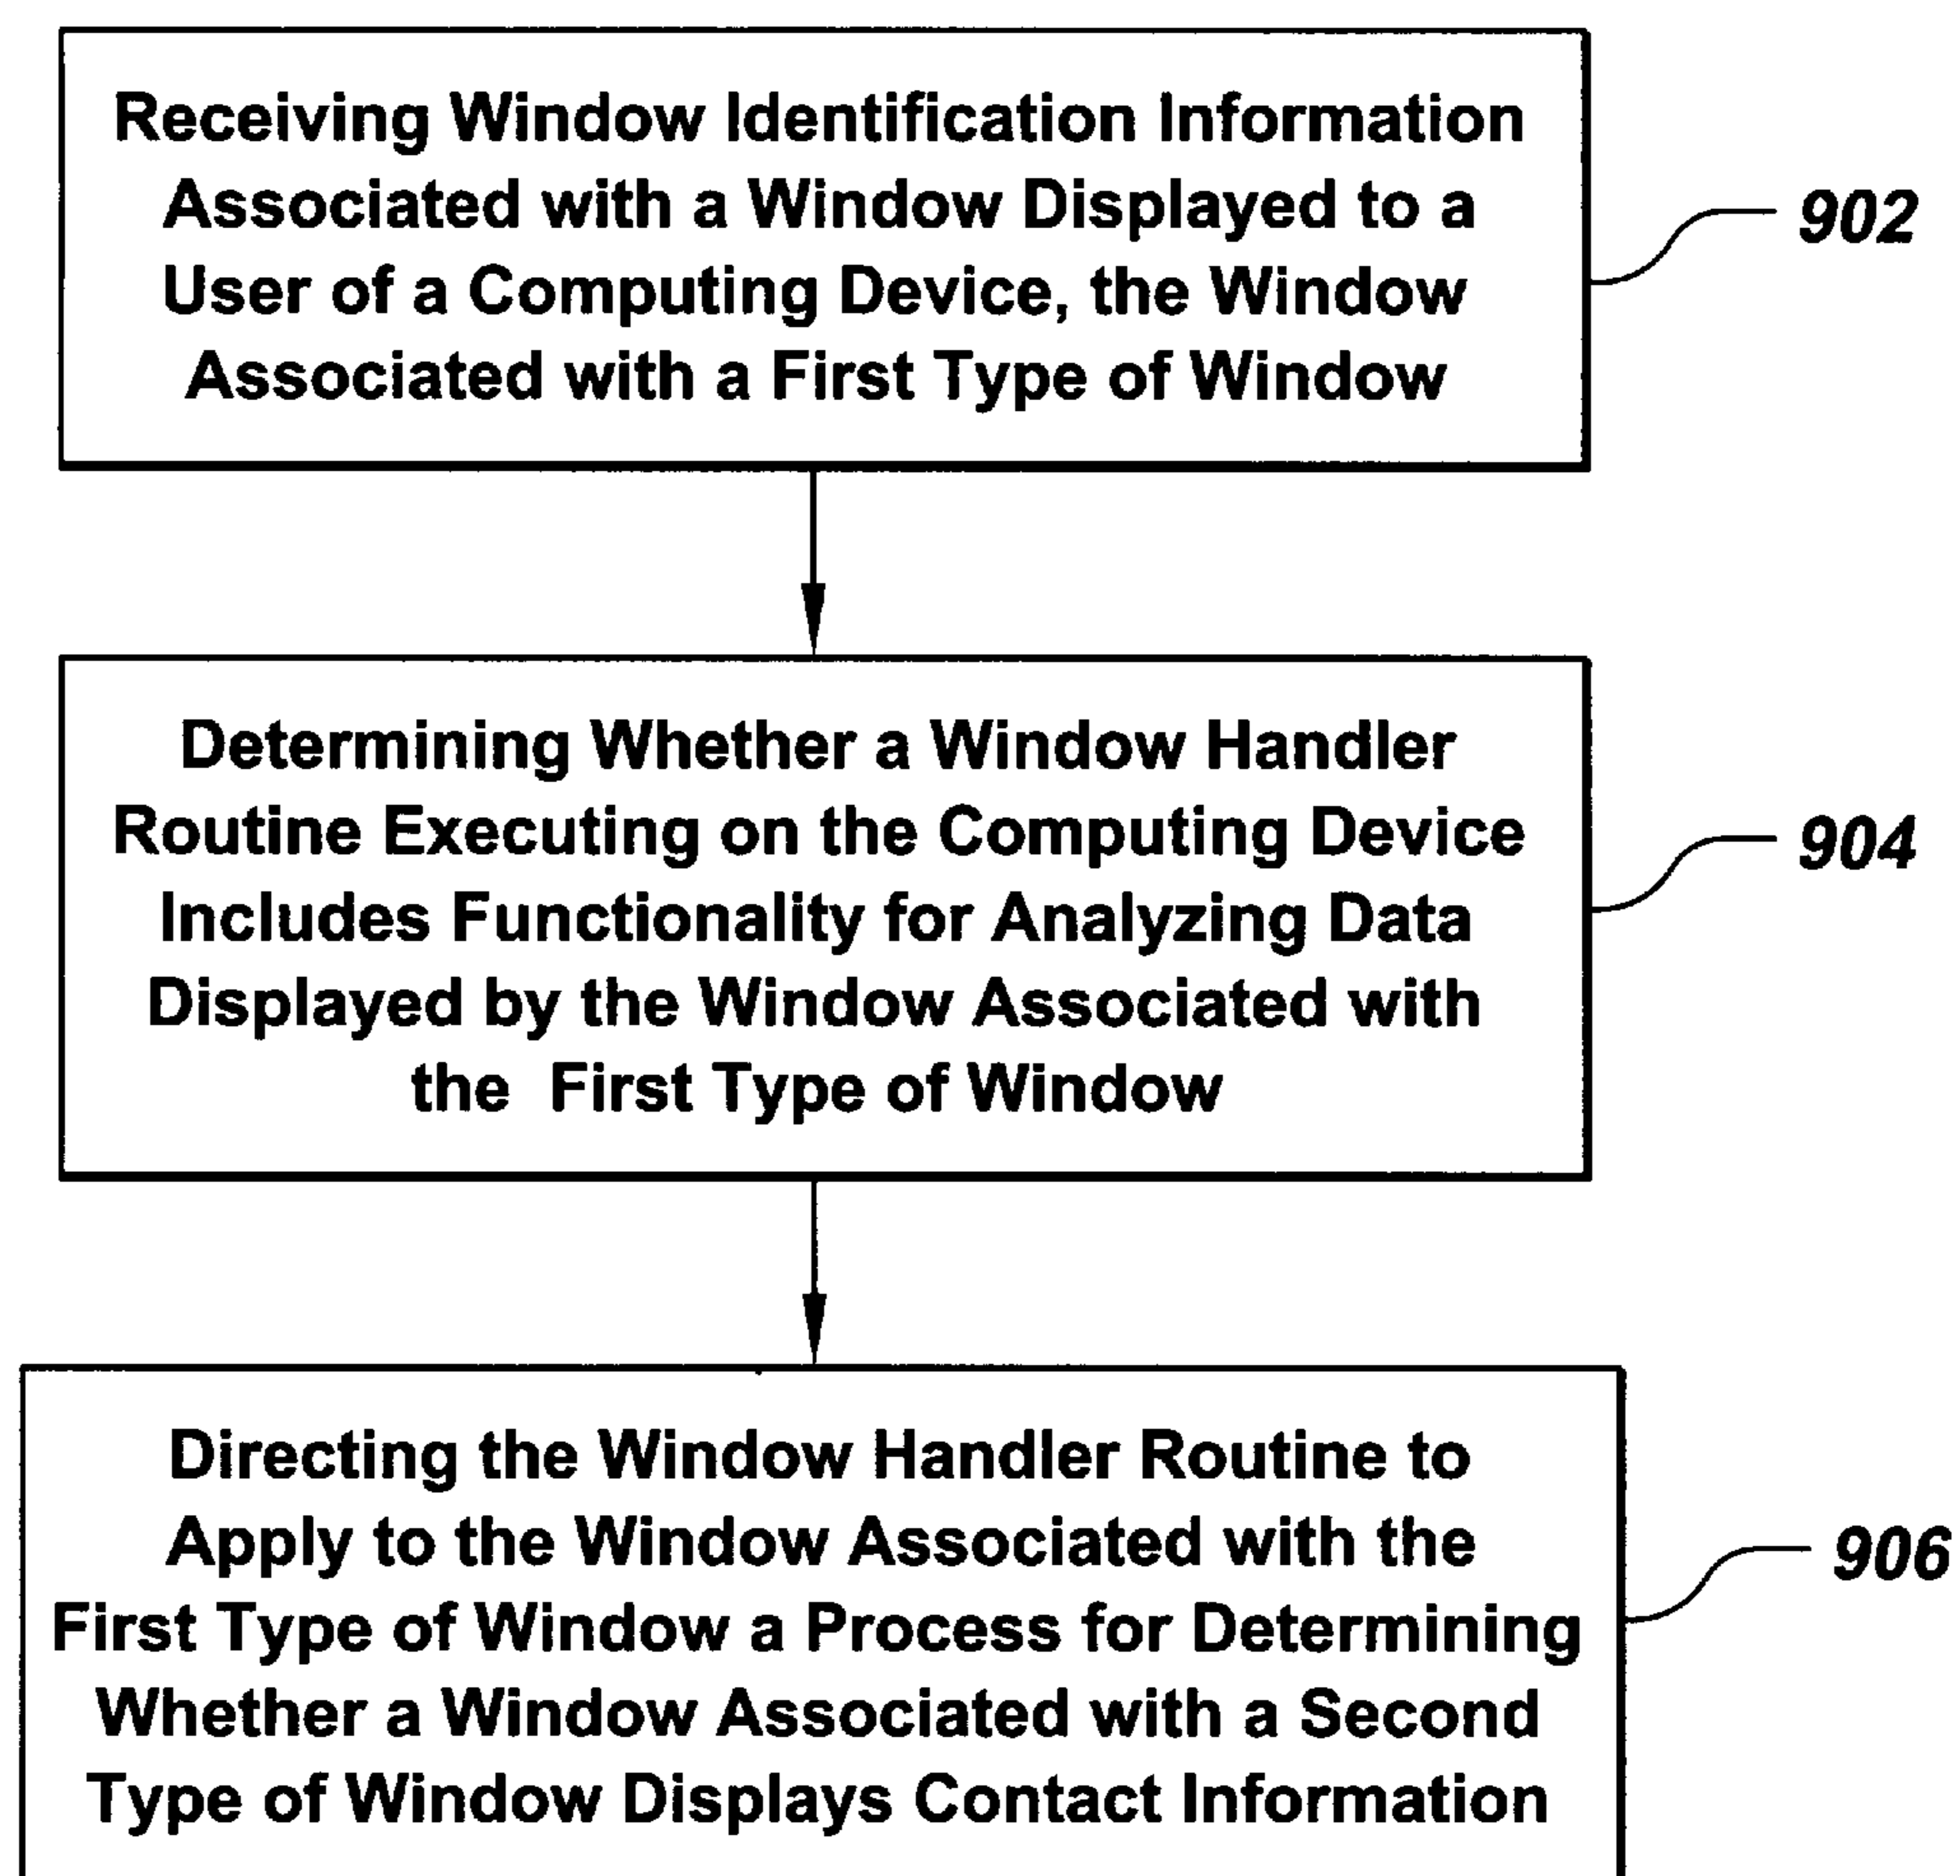 Receiving Window Identification Information
Associated with a Window Displayed to a
User of a Computing Device, the Window
Associated with a First Type of Window
902
Determining Whether a Window Handler
Routine Executing on the Computing Device
Includes Functionality for Analyzing Data
Displayed by the Window Associated with
the First Type of Window
904
Directing the Window Handler Routine to
Apply to the Window Associated with the
First Type of Window a Process for Determining
Whether a Window Associated with a Second
Type of Window Displays Contact Information
906